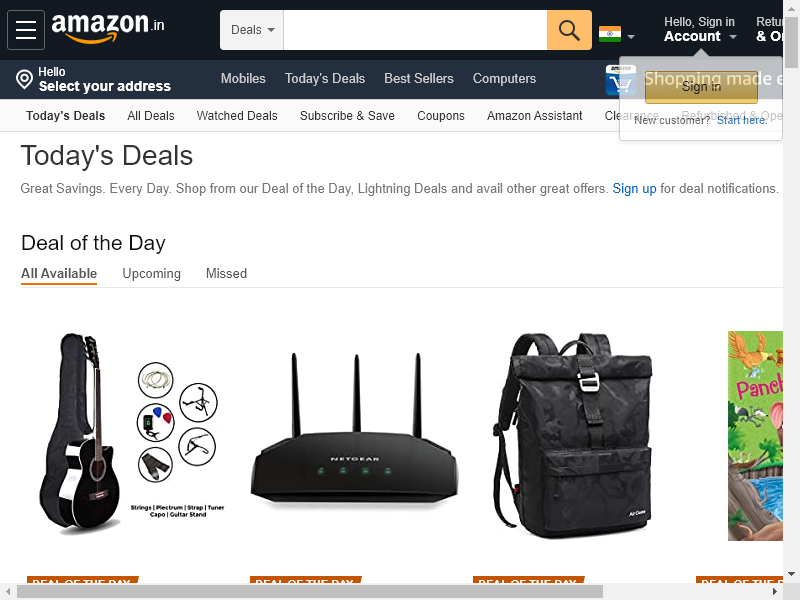 amazon.in
Deals
Hello, Sign in
Account
Hello
Select your address
Mobiles
Today's Deals
Best Sellers
Computers
Shopping made
Sign in
New customer? Start here.
Today's Deals
All Deals
Watched Deals
Subscribe & Save
Coupons
Amazon Assistant
Clearance
Refurbished &
Today's Deals
Great Savings. Every Day. Shop from our Deal of the Day, Lightning Deals and avail other great offers. Sign up for deal notifications.
Deal of the Day
All Available
Upcoming
Missed
Strings | Plectrum | Strap | Tuner
Capo | Guitar Stand
NETGEAR
Air Case
DEAL OF THE DAY
DEAL OF THE DAY
DEAL OF THE DAY
DEAL OF THE DAY